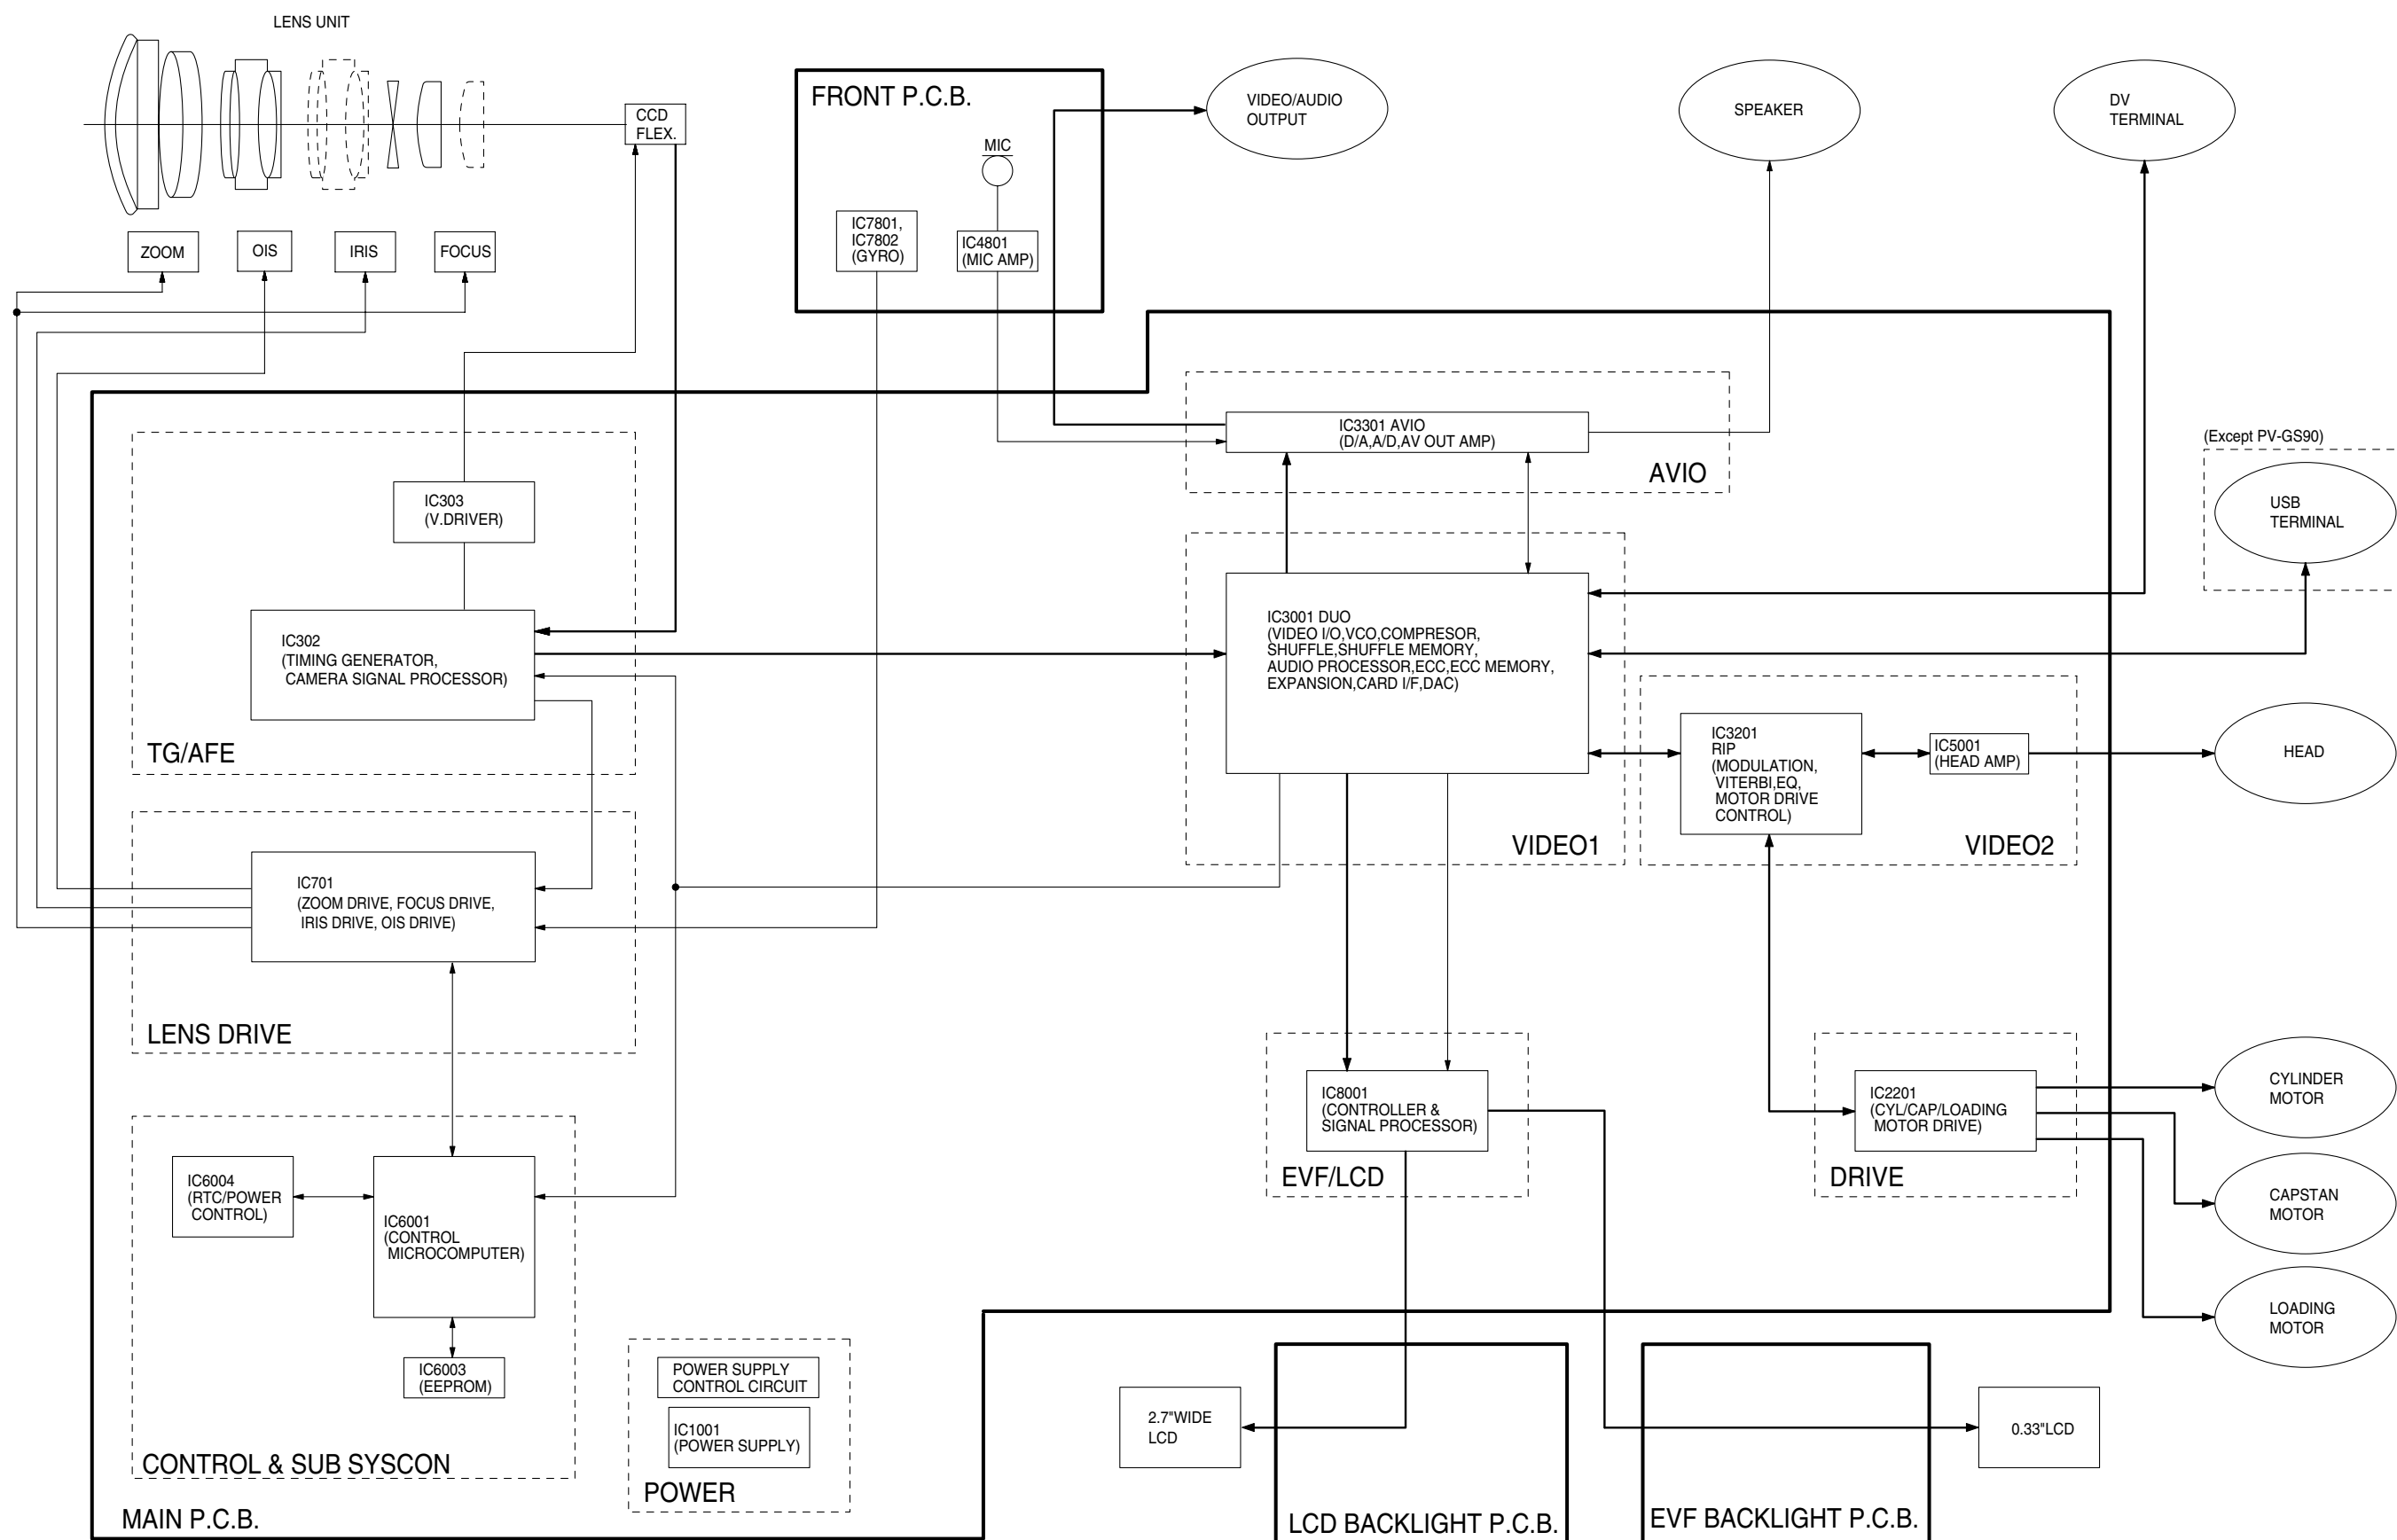 LENS UNIT
CCD
FLEX.
ZOOM
OIS
IRIS
FOCUS
FRONT P.C.B.
MIC
IC7801,
IC7802
(GYRO)
IC4801
(MIC AMP)
VIDEO/AUDIO
OUTPUT
SPEAKER
DV
TERMINAL
IC3301 AVIO
(D/A,A/D,AV OUT AMP)
AVIO
(Except PV-GS90)
USB
TERMINAL
IC303
(V.DRIVER)
IC302
(TIMING GENERATOR,
CAMERA SIGNAL PROCESSOR)
TG/AFE
IC3001 DUO
(VIDEO I/O,VCO,COMPRESOR,
SHUFFLE,SHUFFLE MEMORY,
AUDIO PROCESSOR,ECC,ECC MEMORY,
EXPANSION,CARD I/F,DAC)
VIDEO1
IC3201
RIP
(MODULATION,
VITERBI,EQ,
MOTOR DRIVE
CONTROL)
IC5001
(HEAD AMP)
VIDEO2
HEAD
IC701
(ZOOM DRIVE, FOCUS DRIVE,
IRIS DRIVE, OIS DRIVE)
LENS DRIVE
IC8001
(CONTROLLER &
SIGNAL PROCESSOR)
EVF/LCD
IC2201
(CYL/CAP/LOADING
MOTOR DRIVE)
DRIVE
CYLINDER
MOTOR
CAPSTAN
MOTOR
LOADING
MOTOR
IC6004
(RTC/POWER
CONTROL)
IC6001
(CONTROL
MICROCOMPUTER)
IC6003
(EEPROM)
CONTROL & SUB SYSCON
POWER SUPPLY
CONTROL CIRCUIT
IC1001
(POWER SUPPLY)
POWER
MAIN P.C.B.
2.7"WIDE
LCD
LCD BACKLIGHT P.C.B.
EVF BACKLIGHT P.C.B.
0.33"LCD